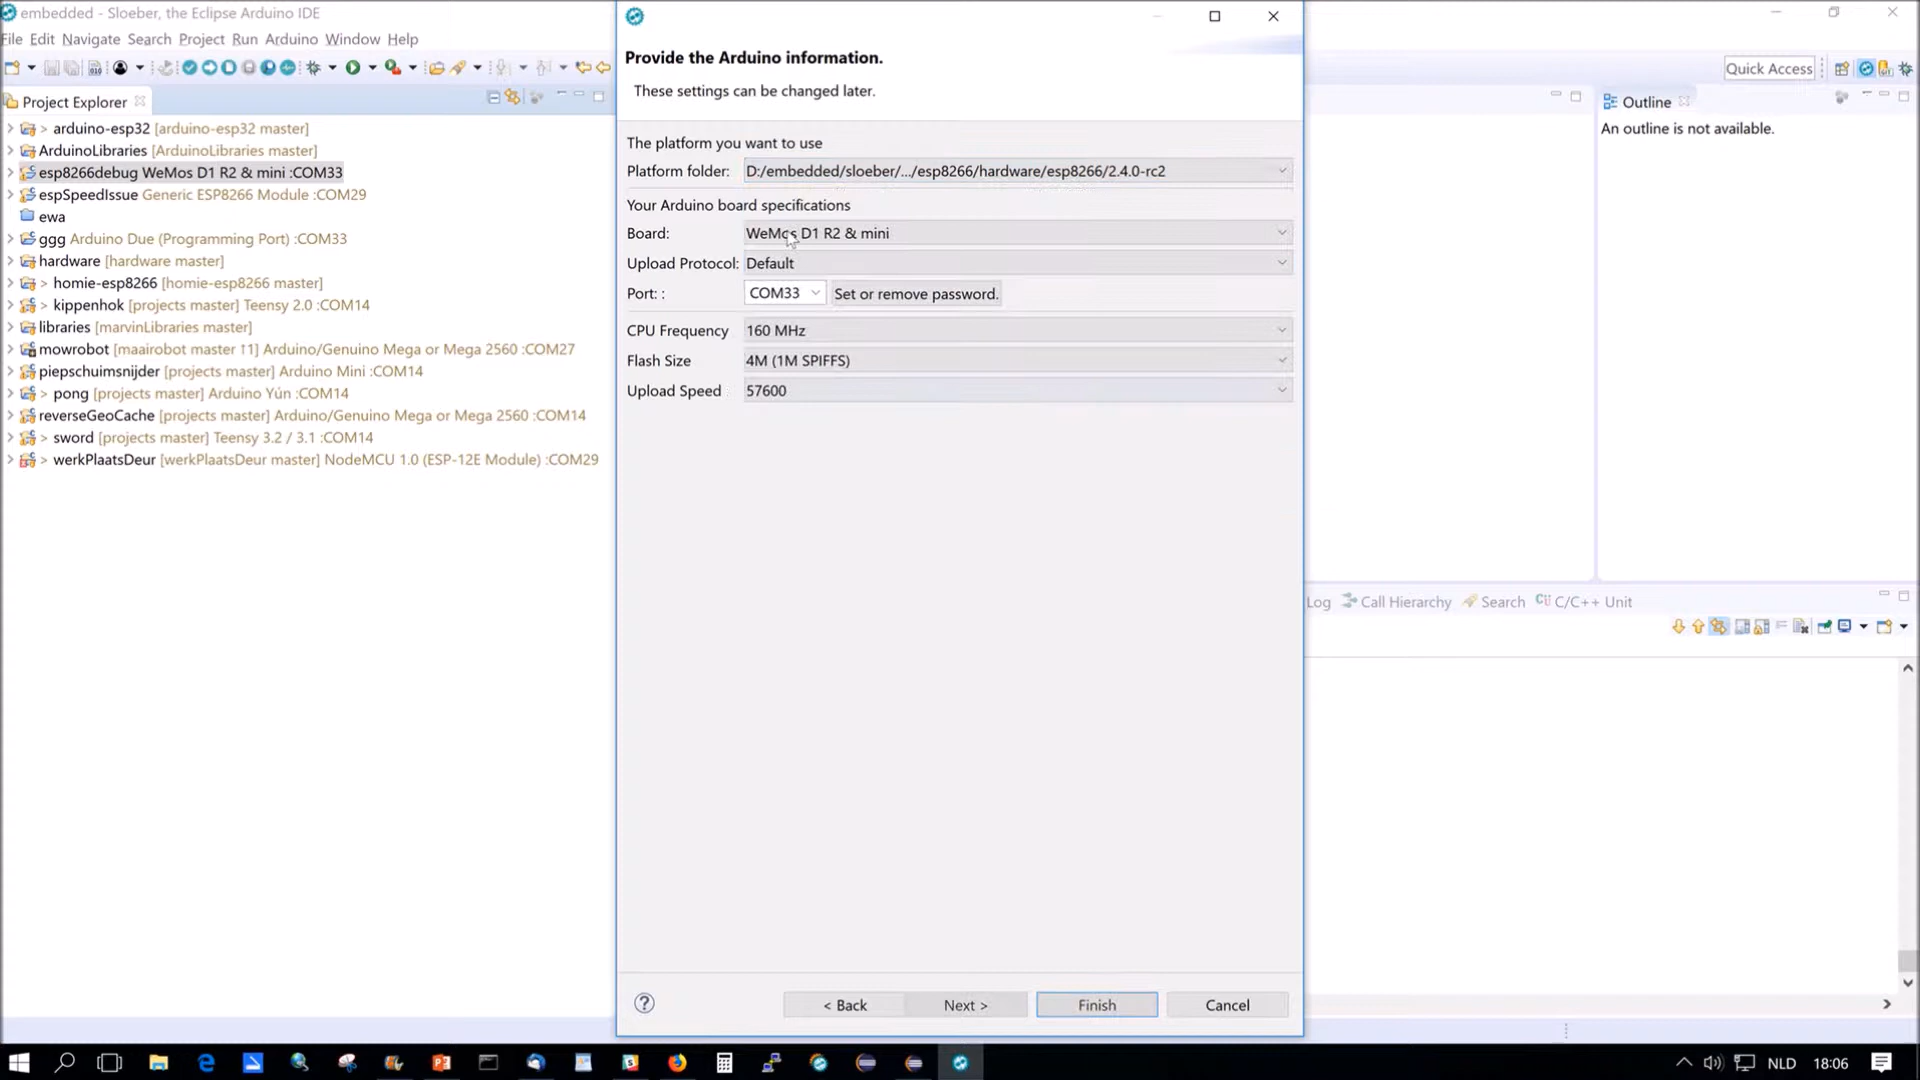 embedded - Sloeber, the Eclipse Arduino IDE
File Edit Navigate Search Project Run Arduino Window Help
Quick Access
Project Explorer
> arduino-esp32 [arduino-esp32 master]
ArduinoLibraries [ArduinoLibraries master]
esp8266debug WeMos D1 R2 & mini :COM33
espSpeedIssue Generic ESP8266 Module :COM29
ewa
ggg Arduino Due (Programming Port) :COM33
hardware [hardware master]
> homie-esp8266 [homie-esp8266 master]
> kippenhok [projects master] Teensy 2.0 :COM14
libraries [marvinLibraries master]
mowrobot [maairobot master ↑1] Arduino/Genuino Mega or Mega 2560 :COM27
piepschuimsnijder [projects master] Arduino Mini :COM14
> pong [projects master] Arduino Yún :COM14
reverseGeoCache [projects master] Arduino/Genuino Mega or Mega 2560 :COM14
> sword [projects master] Teensy 3.2 / 3.1 :COM14
> werkPlaatsDeur [werkPlaatsDeur master] NodeMCU 1.0 (ESP-12E Module) :COM29
Provide the Arduino information.
These settings can be changed later.
The platform you want to use
Platform folder: D:/embedded/sloeber/.../esp8266/hardware/esp8266/2.4.0-rc2
Your Arduino board specifications
Board: WeMos D1 R2 & mini
Upload Protocol: Default
Port: : COM33 Set or remove password.
CPU Frequency 160 MHz
Flash Size 4M (1M SPIFFS)
Upload Speed 57600
? < Back Next > Finish Cancel
Outline
An outline is not available.
Log Call Hierarchy Search C/C++ Unit
NLD 18:06